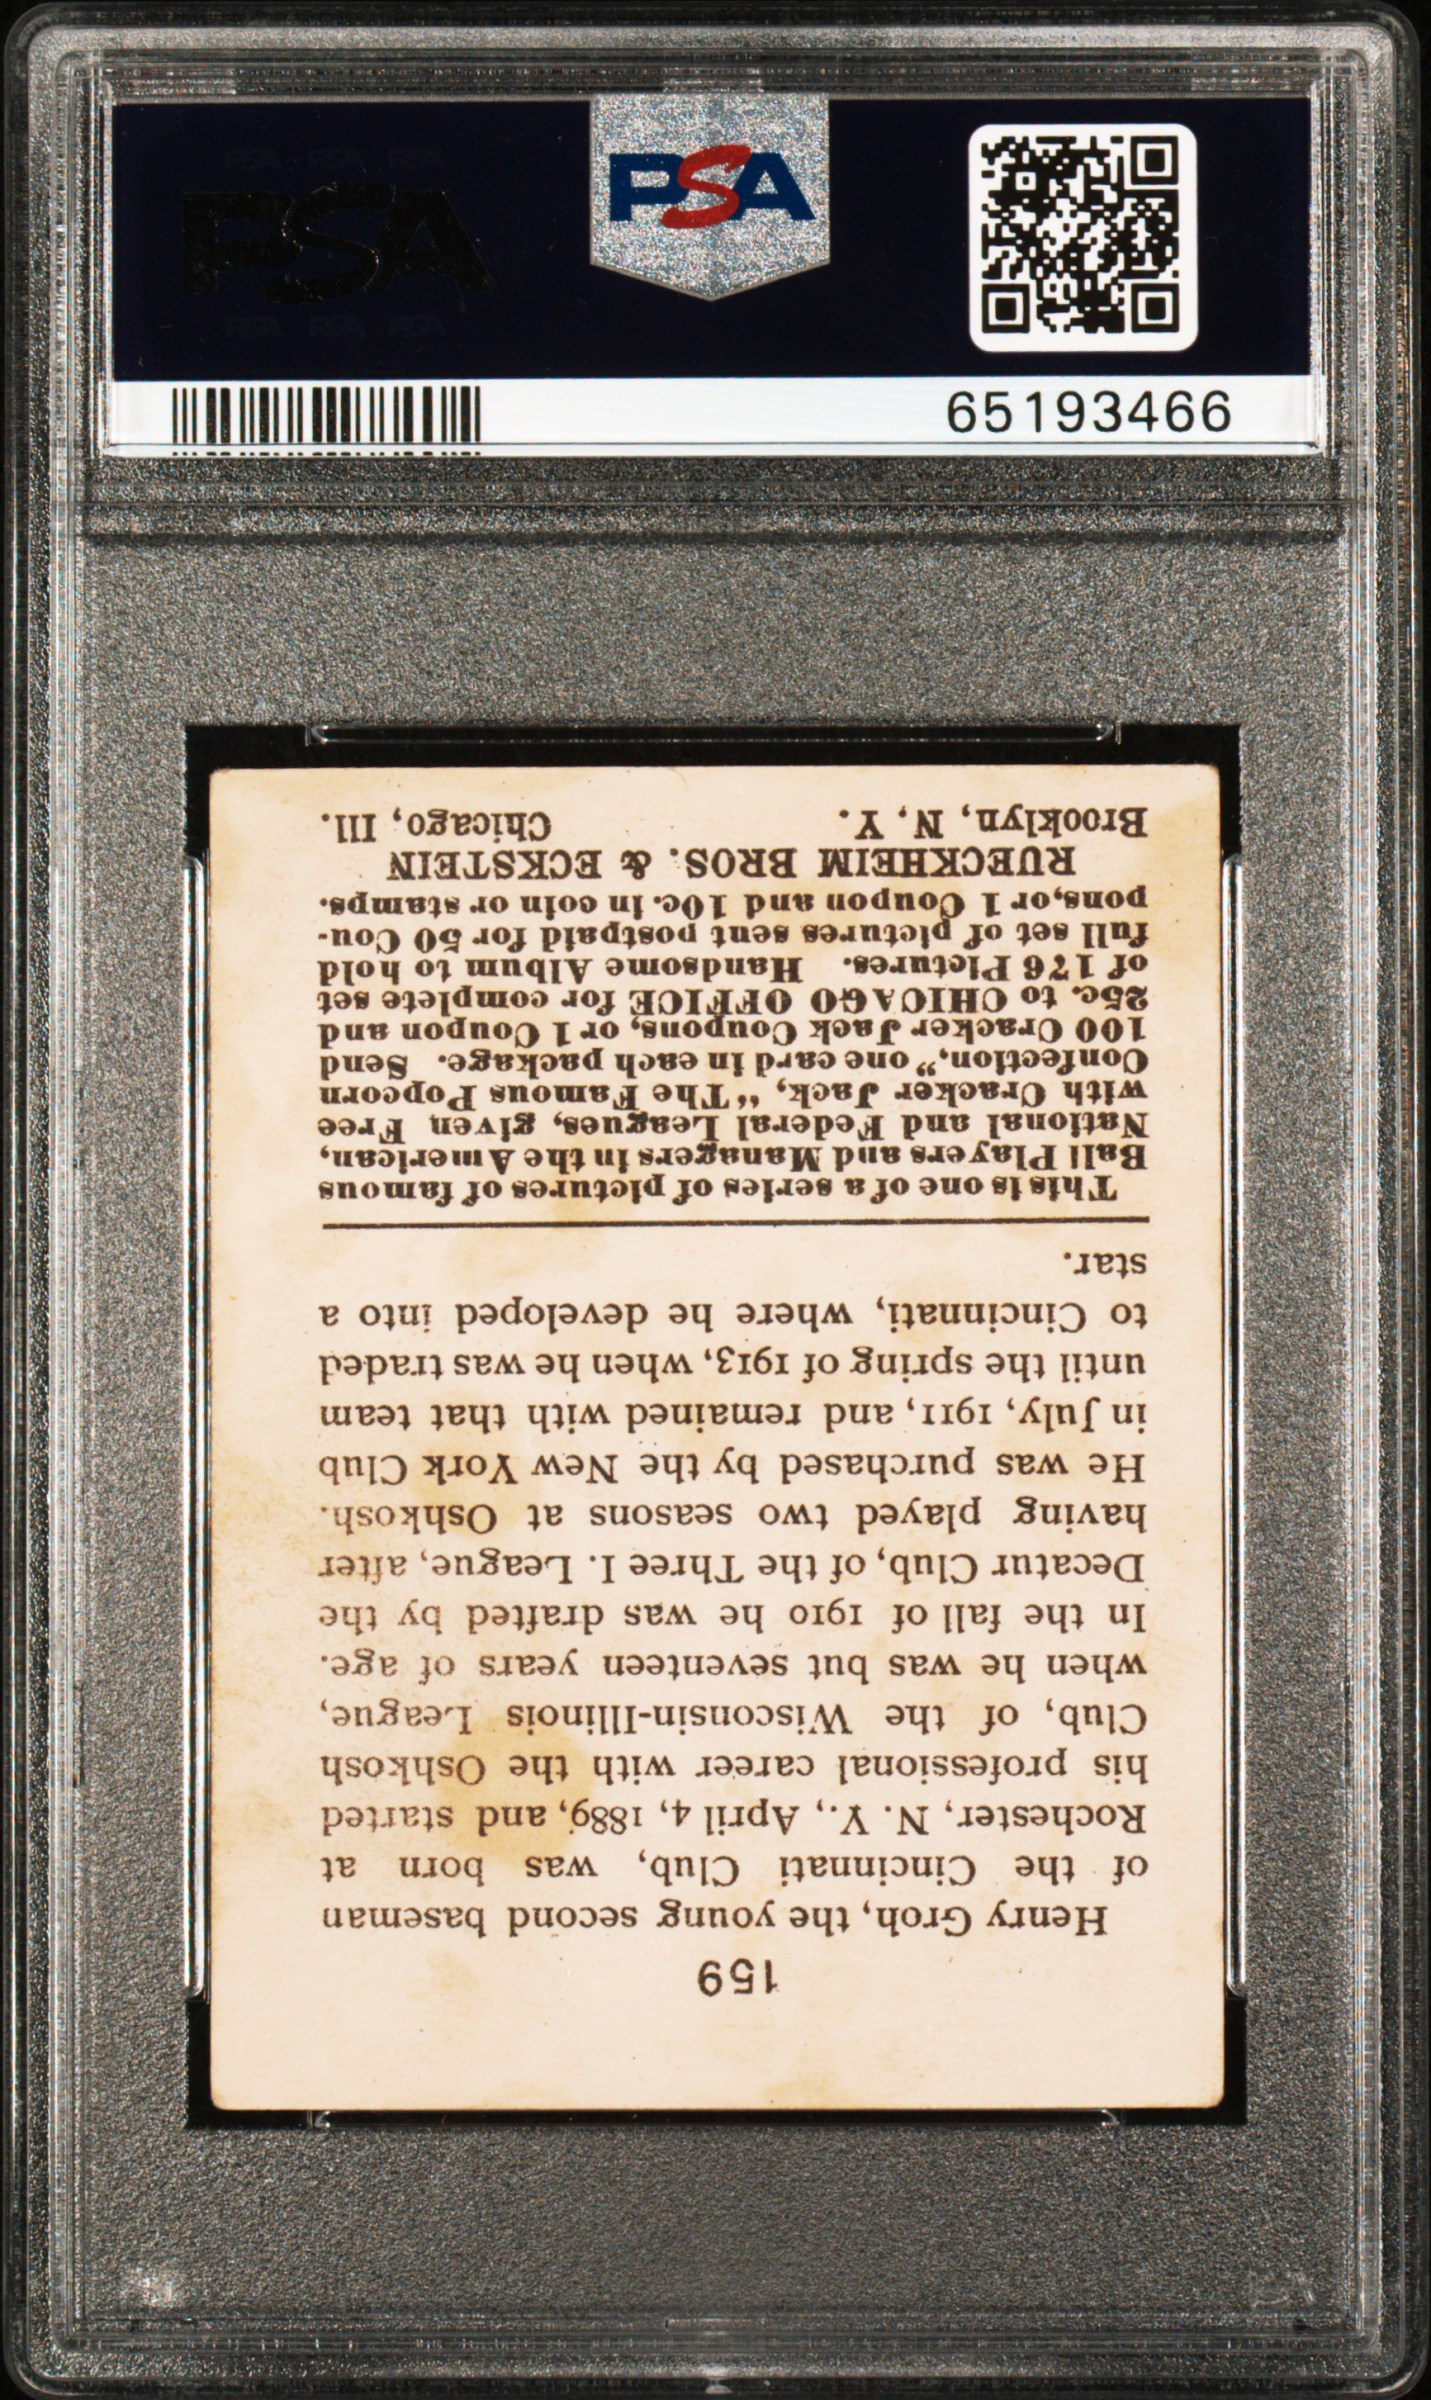 PSA
PSA
65193466
159
Henry Groh, the young second baseman
of the Cincinnati Club, was born at
Rochester, N. Y., April 4, 1889, and started
his professional career with the Oshkosh
Club, of the Wisconsin-Illinois League,
when he was but seventeen years of age.
In the fall of 1910 he was drafted by the
Decatur Club, of the Three I. League, after
having played two seasons at Oshkosh.
He was purchased by the New York Club
in July, 1911, and remained with that team
until the spring of 1913, when he was traded
to Cincinnati, where he developed into a
star.
This is one of a series of pictures of famous
Ball Players and Managers in the American,
National and Federal Leagues, given Free
with Cracker Jack, "The Famous Popcorn
Confection," one card in each package. Send
100 Cracker Jack Coupons, or 1 Coupon and
25c. to CHICAGO OFFICE for complete set
of 176 Pictures. Handsome Album to hold
full set of pictures sent postpaid for 50 Cou-
pons, or 1 Coupon and 10c. in coin or stamps.
RUECKHEIM BROS. & ECKSTEIN
Brooklyn, N. Y. Chicago, Ill.